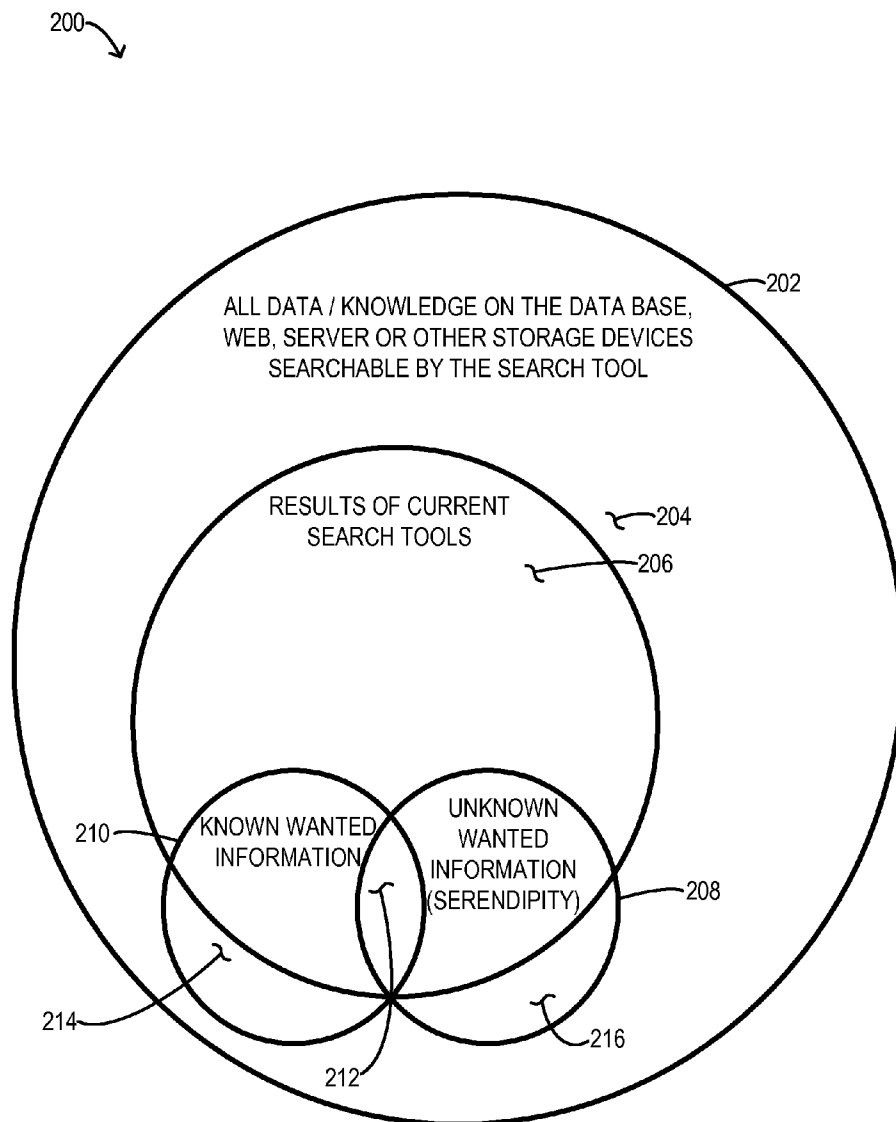 200
202
ALL DATA / KNOWLEDGE ON THE DATA BASE,
WEB, SERVER OR OTHER STORAGE DEVICES
SEARCHABLE BY THE SEARCH TOOL
RESULTS OF CURRENT
SEARCH TOOLS
204
206
210
KNOWN WANTED
INFORMATION
UNKNOWN
WANTED
INFORMATION
(SERENDIPITY)
208
214
212
216